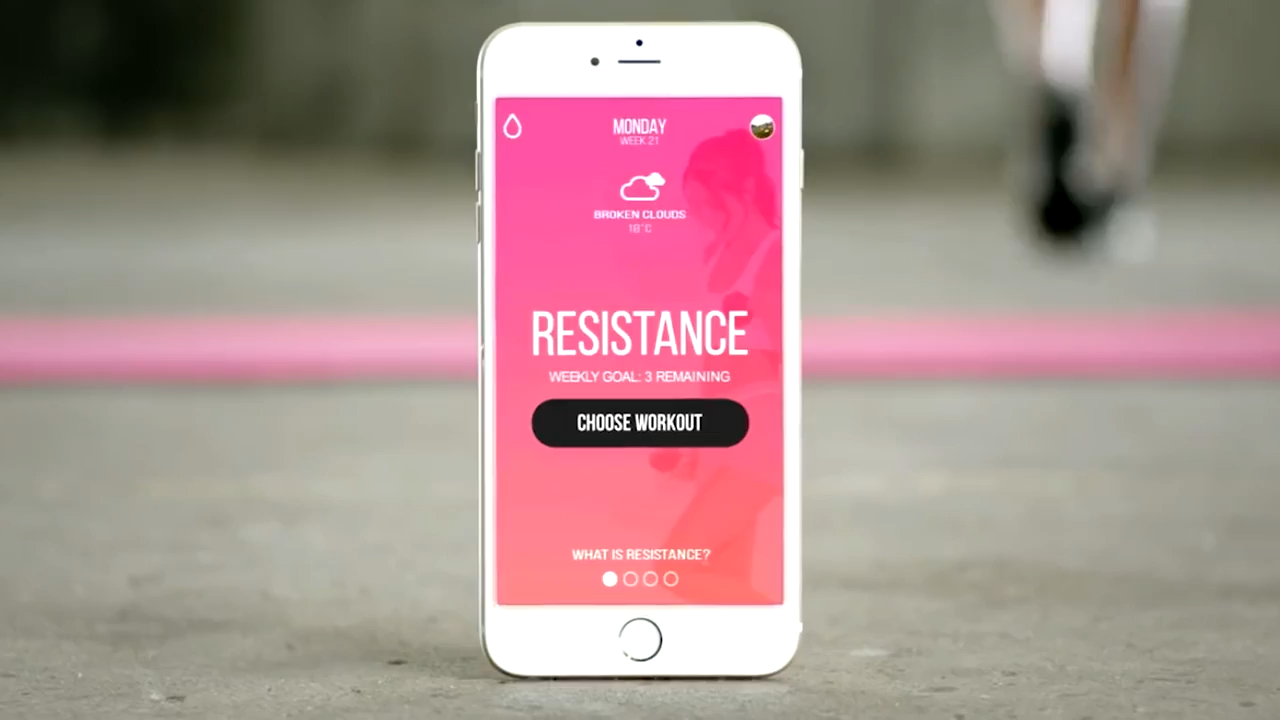 MONDAY
WEEK 21
BROKEN CLOUDS
18°C
RESISTANCE
WEEKLY GOAL: 3 REMAINING
CHOOSE WORKOUT
WHAT IS RESISTANCE?